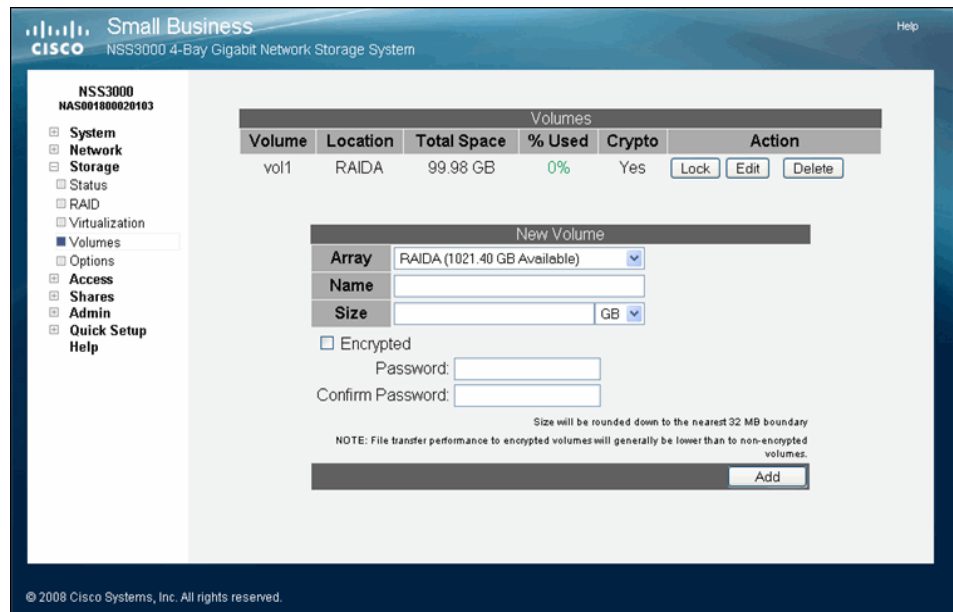 Small Business
CISCO NSS3000 4-Bay Gigabit Network Storage System
Help
NSS3000
NAS001800020103
System
Network
Storage
Status
RAID
Virtualization
Volumes
Options
Access
Shares
Admin
Quick Setup
Help
Volumes
Volume Location Total Space % Used Crypto Action
vol1 RAIDA 99.98 GB 0% Yes Lock Edit Delete
New Volume
Array RAIDA (1021.40 GB Available)
Name
Size GB
Encrypted
Password:
Confirm Password:
Size will be rounded down to the nearest 32 MB boundary
NOTE: File transfer performance to encrypted volumes will generally be lower than to non-encrypted
volumes.
Add
© 2008 Cisco Systems, Inc. All rights reserved.